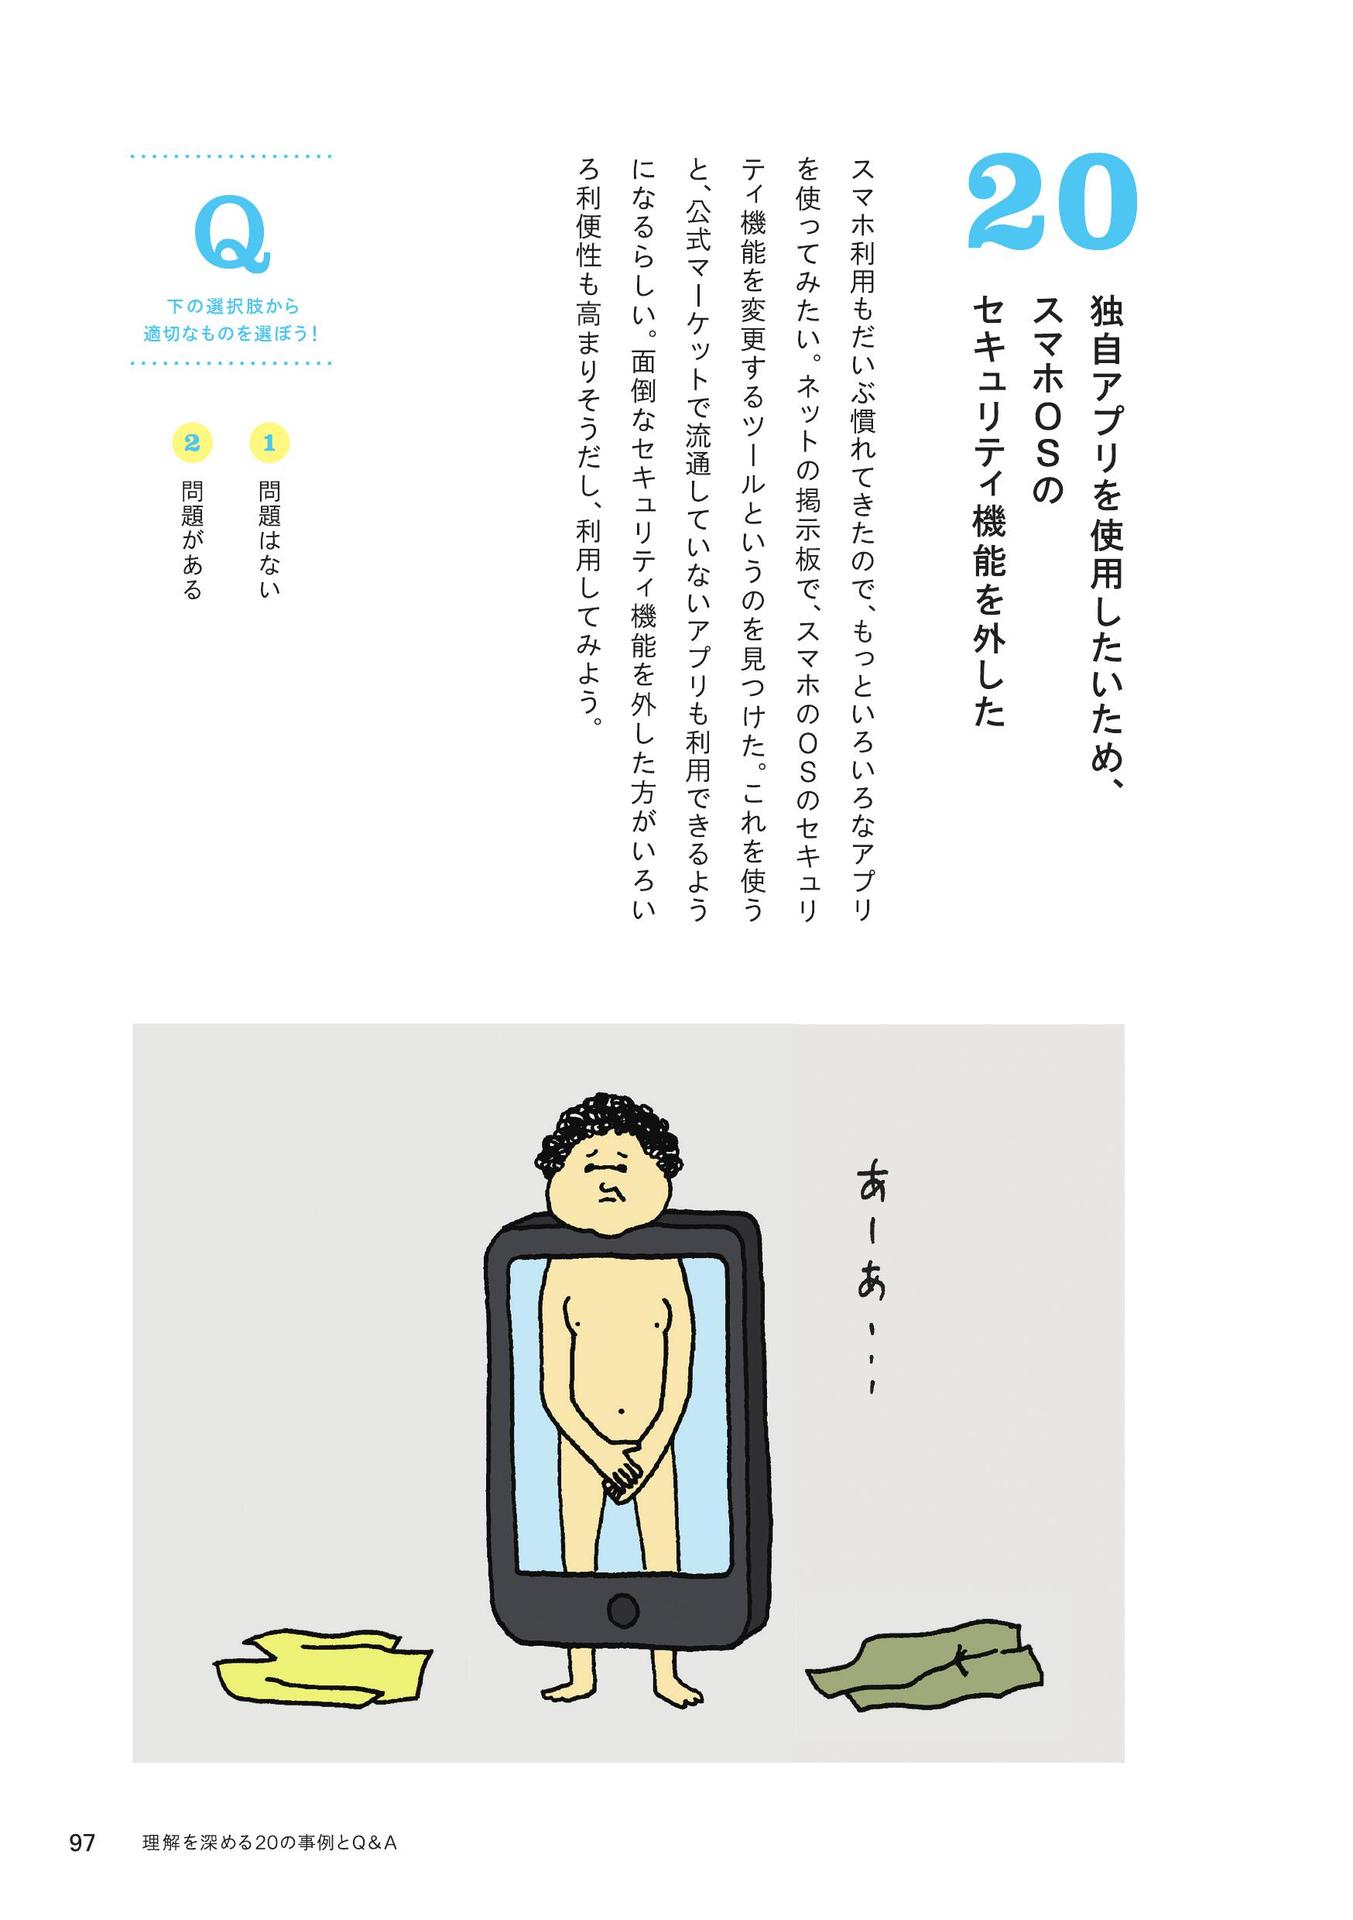 20
独自アプリを使用したいため、
スマホOSの
セキュリティ機能を外した
スマホ利用もだいぶ慣れてきたので、もっといろいろなアプリ
を使ってみたい。ネットの掲示板で、スマホのOSのセキュリ
ティ機能を変更するツールというのを見つけた。これを使う
と、公式マーケットで流通していないアプリも利用できるよう
になるらしい。面倒なセキュリティ機能を外した方がいろい
ろ利便性も高まりそうだし、利用してみよう。
Q
下の選択肢から
適切なものを選ぼう！
1 問題はない
2 問題がある
あーあ…
97 理解を深める20の事例とQ&A